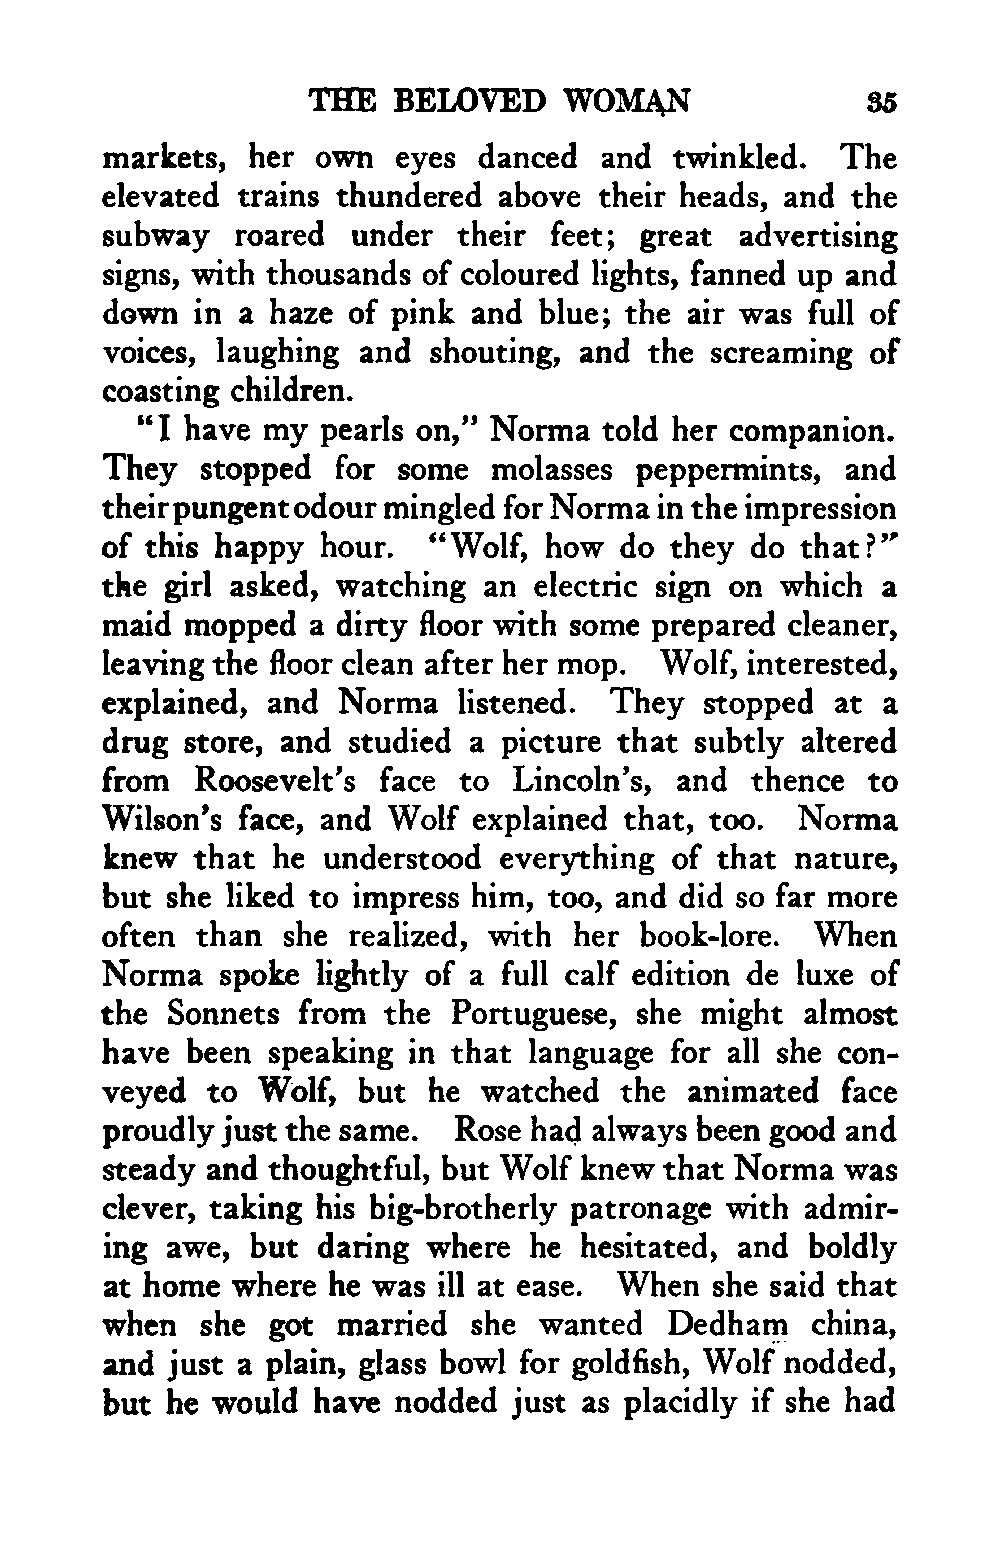 THE BELOVED WOMAN 35
markets, her own eyes danced and twinkled. The
elevated trains thundered above their heads, and the
subway roared under their feet; great advertising
signs, with thousands of coloured lights, fanned up and
down in a haze of pink and blue; the air was full of
voices, laughing and shouting, and the screaming of
coasting children.
"I have my pearls on," Norma told her companion.
They stopped for some molasses peppermints, and
their pungent odour mingled for Norma in the impression
of this happy hour. "Wolf, how do they do that?"
the girl asked, watching an electric sign on which a
maid mopped a dirty floor with some prepared cleaner,
leaving the floor clean after her mop. Wolf, interested,
explained, and Norma listened. They stopped at a
drug store, and studied a picture that subtly altered
from Roosevelt's face to Lincoln's, and thence to
Wilson's face, and Wolf explained that, too. Norma
knew that he understood everything of that nature,
but she liked to impress him, too, and did so far more
often than she realized, with her book-lore. When
Norma spoke lightly of a full calf edition de luxe of
the Sonnets from the Portuguese, she might almost
have been speaking in that language for all she con-
veyed to Wolf, but he watched the animated face
proudly just the same. Rose had always been good and
steady and thoughtful, but Wolf knew that Norma was
clever, taking his big-brotherly patronage with admir-
ing awe, but daring where he hesitated, and boldly
at home where he was ill at ease. When she said that
when she got married she wanted Dedham china,
and just a plain, glass bowl for goldfish, Wolf nodded,
but he would have nodded just as placidly if she had